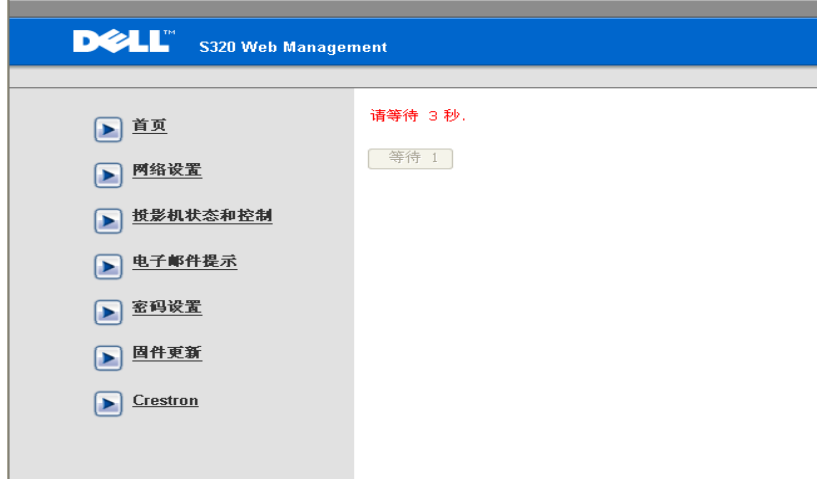 DELL™ S320 Web Management
首页
网络设置
投影机状态和控制
电子邮件提示
密码设置
固件更新
Crestron
请等待 3 秒.
等待 1